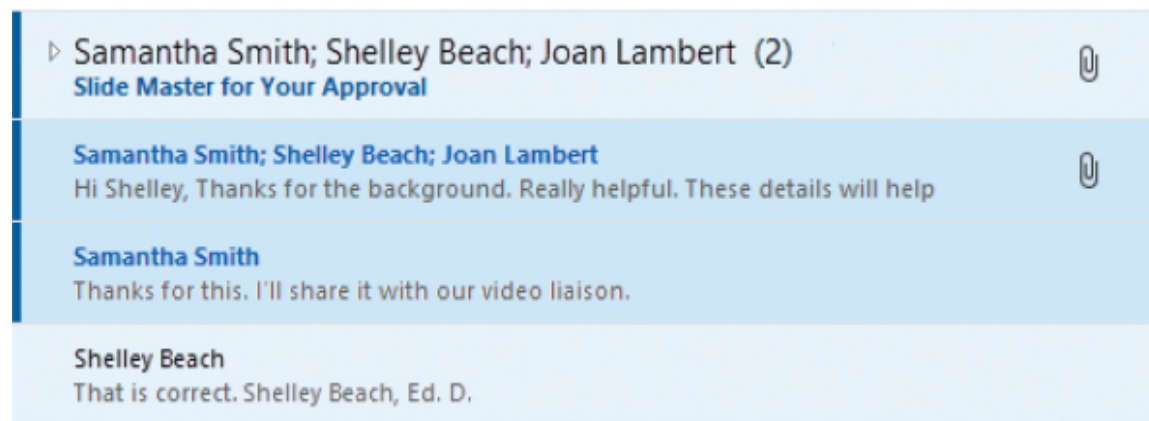 Samantha Smith; Shelley Beach; Joan Lambert (2)
Slide Master for Your Approval
Samantha Smith; Shelley Beach; Joan Lambert
Hi Shelley, Thanks for the background. Really helpful. These details will help
Samantha Smith
Thanks for this. I'll share it with our video liaison.
Shelley Beach
That is correct. Shelley Beach, Ed. D.